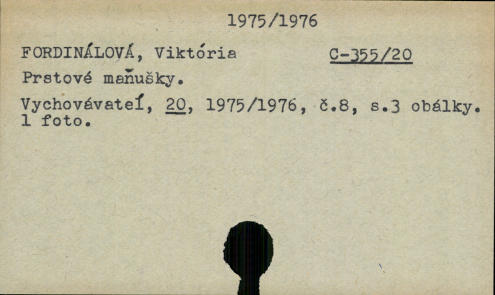 1975/1976
FORDINÁLOVÁ, Viktória C-355/20
Prstové maňušky.
Vychovávateľ, 20, 1975/1976, č.8, s.3 obálky.
1 foto.